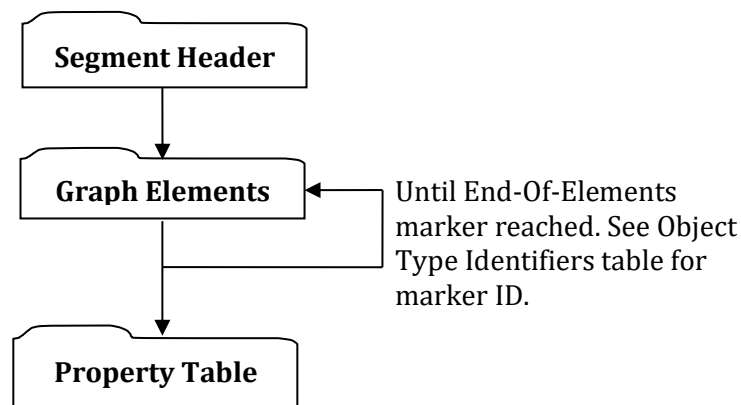 Segment Header
Graph Elements
Until End-Of-Elements
marker reached. See Object
Type Identifiers table for
marker ID.
Property Table